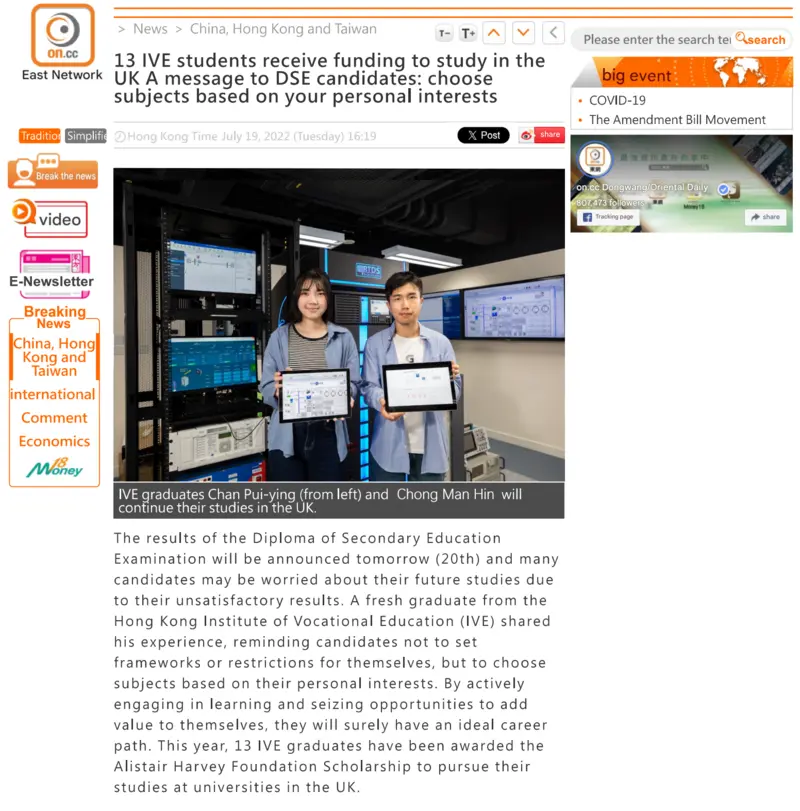 on.cc
East Network
> News > China, Hong Kong and Taiwan
T- T+
13 IVE students receive funding to study in the
UK A message to DSE candidates: choose
subjects based on your personal interests
Hong Kong Time July 19, 2022 (Tuesday) 16:19
Post
share
Tradition
Simplifie
Break the news
video
E-Newsletter
Breaking
News
China, Hong
Kong and
Taiwan
international
Comment
Economics
Money18
Please enter the search te
search
big event
• COVID-19
• The Amendment Bill Movement
東網
on.cc Dongwang/Oriental Daily
807,473 followers
Money18
Tracking page
share
RTDS
IVE graduates Chan Pui-ying (from left) and Chong Man Hin will
continue their studies in the UK.
The results of the Diploma of Secondary Education
Examination will be announced tomorrow (20th) and many
candidates may be worried about their future studies due
to their unsatisfactory results. A fresh graduate from the
Hong Kong Institute of Vocational Education (IVE) shared
his experience, reminding candidates not to set
frameworks or restrictions for themselves, but to choose
subjects based on their personal interests. By actively
engaging in learning and seizing opportunities to add
value to themselves, they will surely have an ideal career
path. This year, 13 IVE graduates have been awarded the
Alistair Harvey Foundation Scholarship to pursue their
studies at universities in the UK.